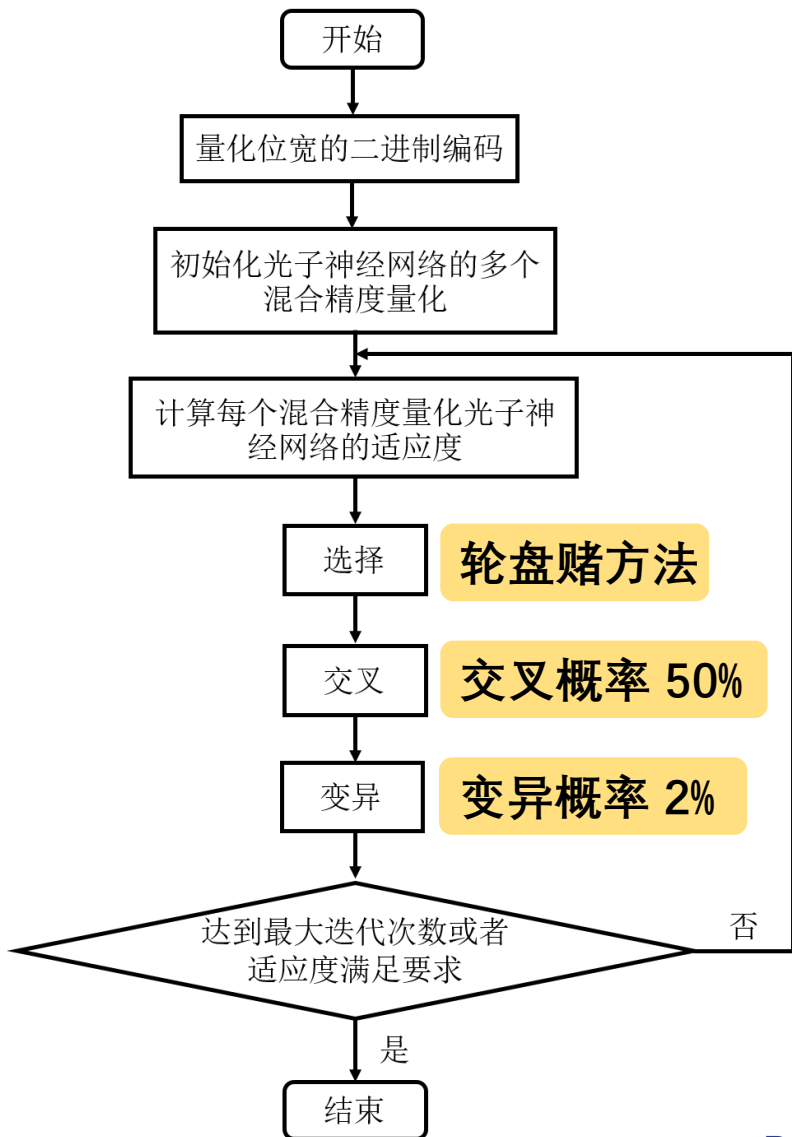 开始
量化位宽的二进制编码
初始化光子神经网络的多个
混合精度量化
计算每个混合精度量化光子神
经网络的适应度
选择
轮盘赌方法
交叉
交叉概率 50%
变异
变异概率 2%
达到最大迭代次数或者
适应度满足要求
否
是
结束